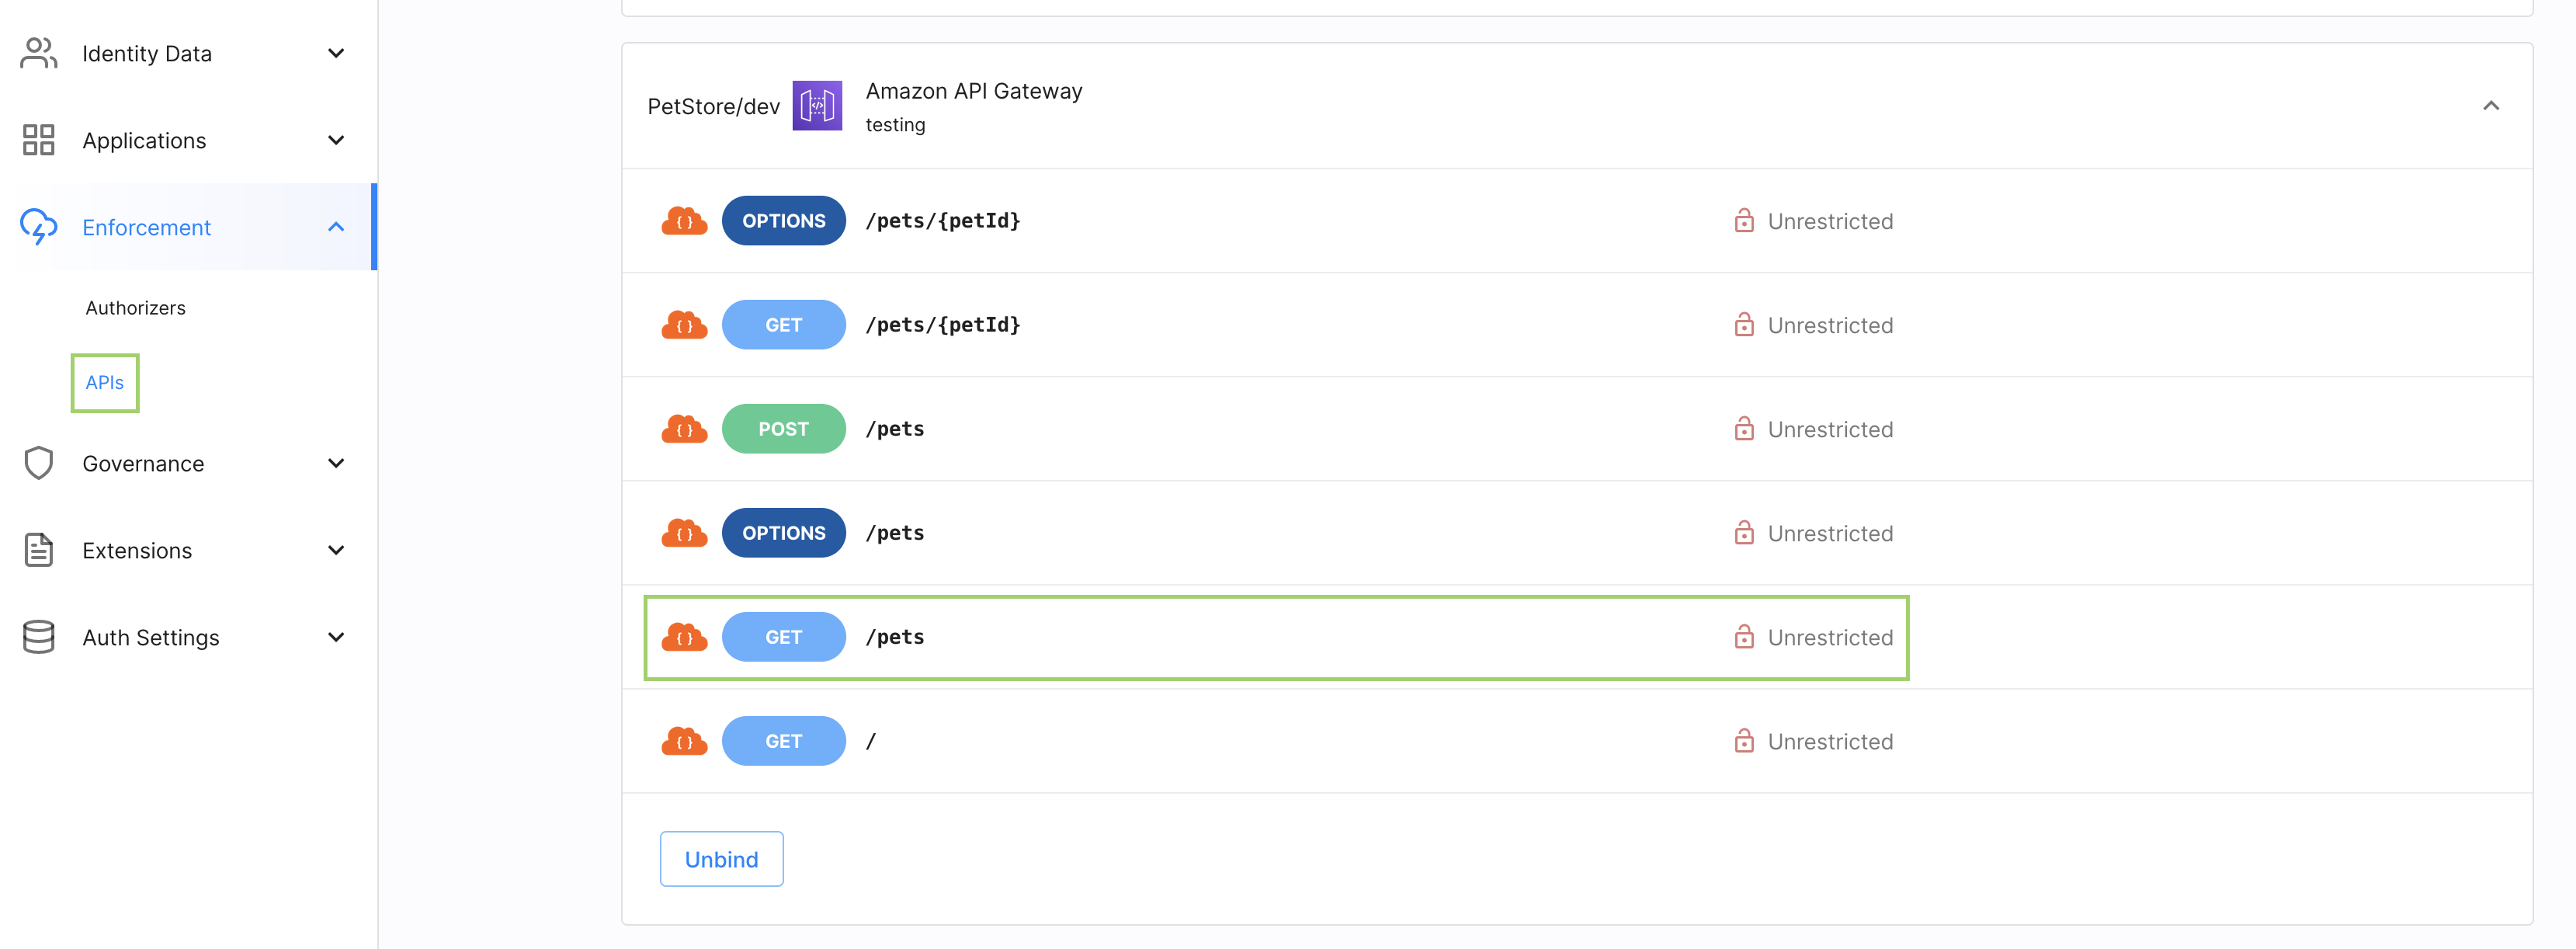 Identity Data
Applications
Enforcement
Authorizers
APIs
Governance
Extensions
Auth Settings
PetStore/dev
Amazon API Gateway
testing
{ } OPTIONS /pets/{petId} Unrestricted
{ } GET /pets/{petId} Unrestricted
{ } POST /pets Unrestricted
{ } OPTIONS /pets Unrestricted
{ } GET /pets Unrestricted
{ } GET / Unrestricted
Unbind